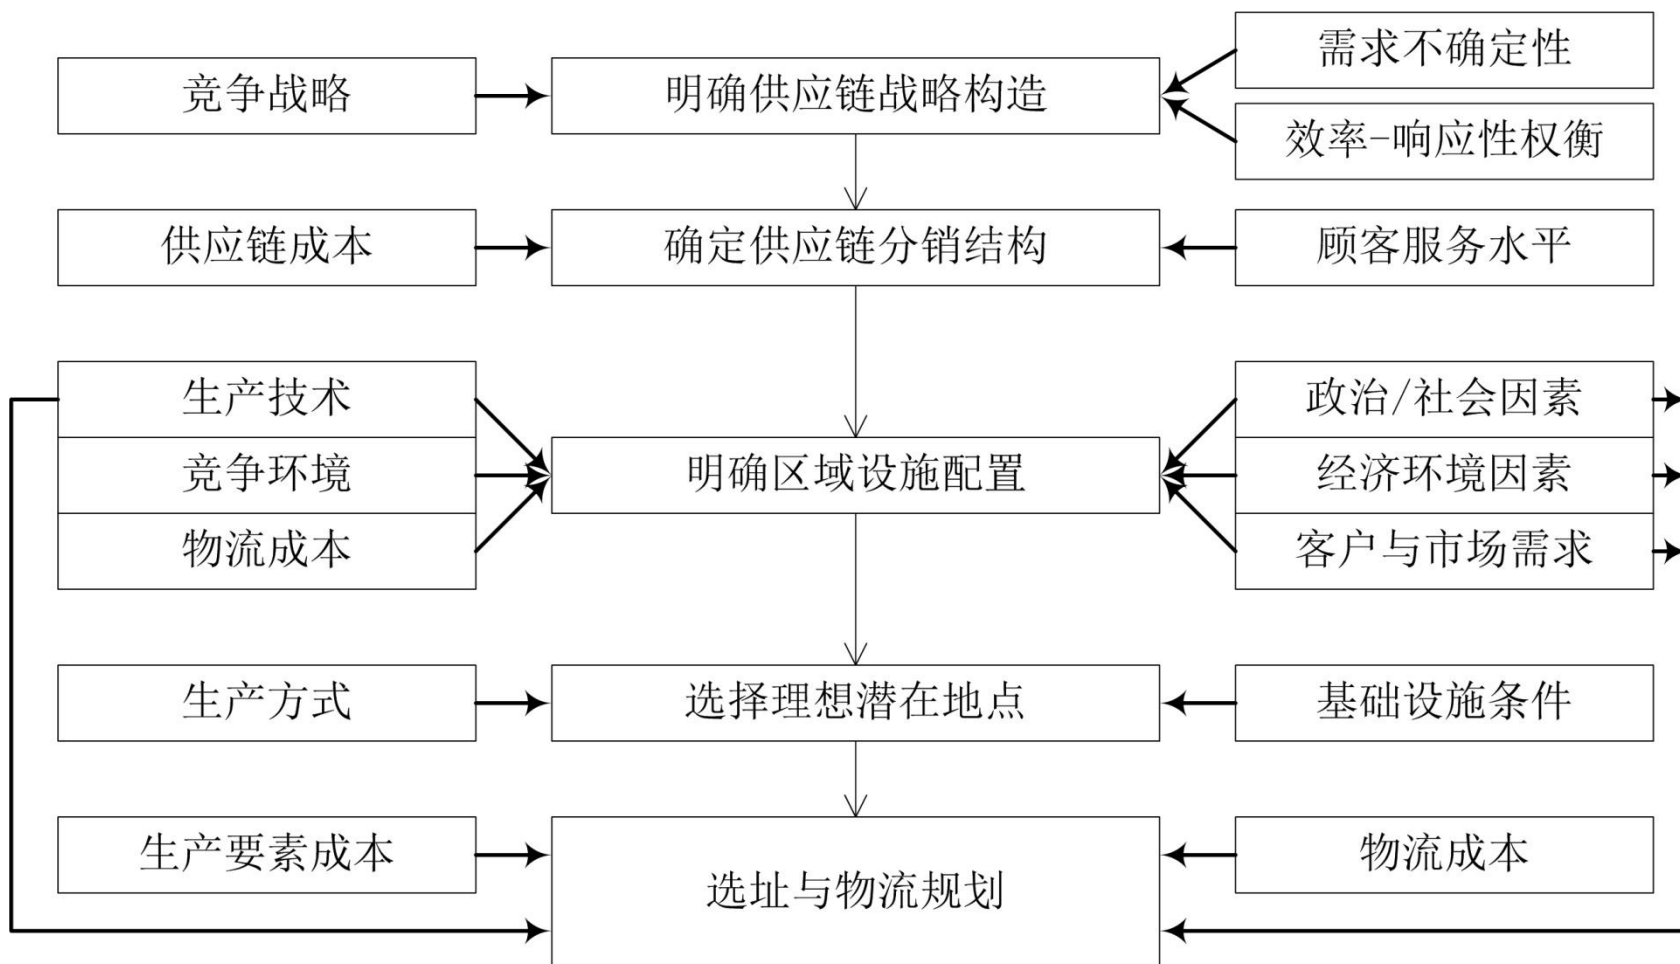 竞争战略
明确供应链战略构造
需求不确定性
效率-响应性权衡
供应链成本
确定供应链分销结构
顾客服务水平
生产技术
竞争环境
物流成本
明确区域设施配置
政治/社会因素
经济环境因素
客户与市场需求
生产方式
选择理想潜在地点
基础设施条件
生产要素成本
选址与物流规划
物流成本